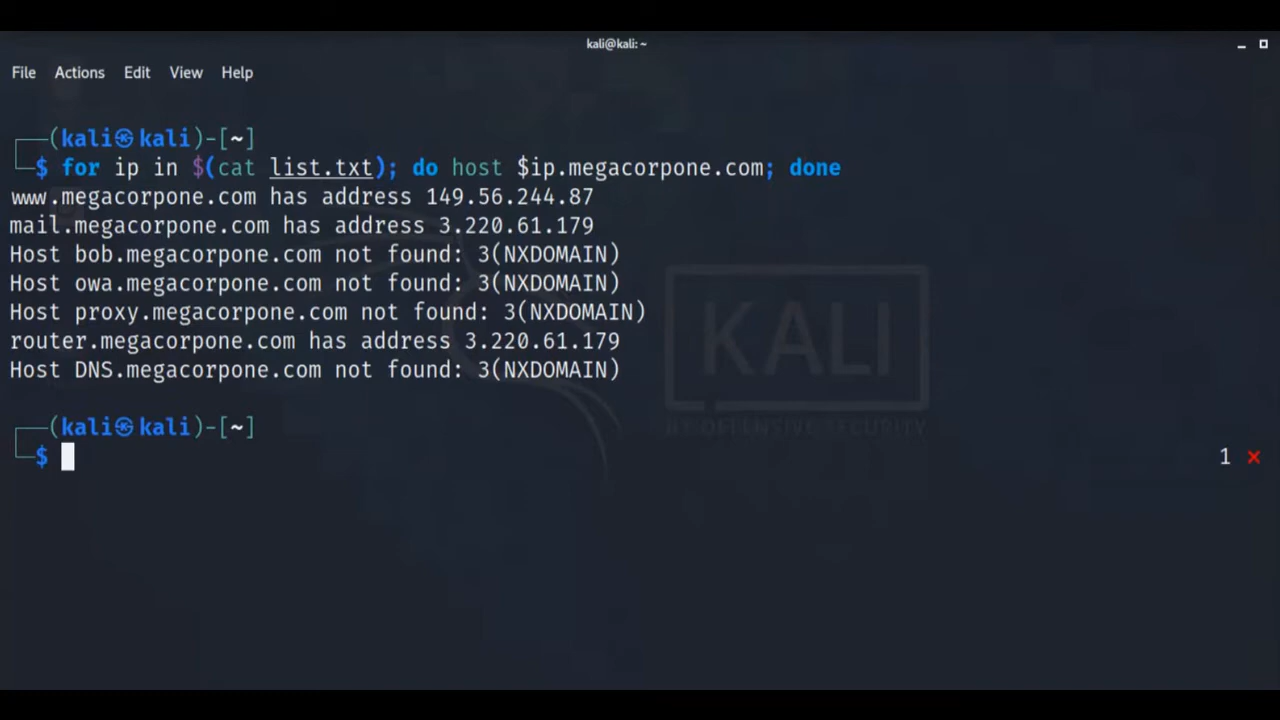 kali@kali: ~
File Actions Edit View Help
(kali㉿kali)-[~]
$ for ip in $(cat list.txt); do host $ip.megacorpone.com; done
www.megacorpone.com has address 149.56.244.87
mail.megacorpone.com has address 3.220.61.179
Host bob.megacorpone.com not found: 3(NXDOMAIN)
Host owa.megacorpone.com not found: 3(NXDOMAIN)
Host proxy.megacorpone.com not found: 3(NXDOMAIN)
router.megacorpone.com has address 3.220.61.179
Host DNS.megacorpone.com not found: 3(NXDOMAIN)
KALI
BY OFFENSIVE SECURITY
(kali㉿kali)-[~]
$
1 ✗